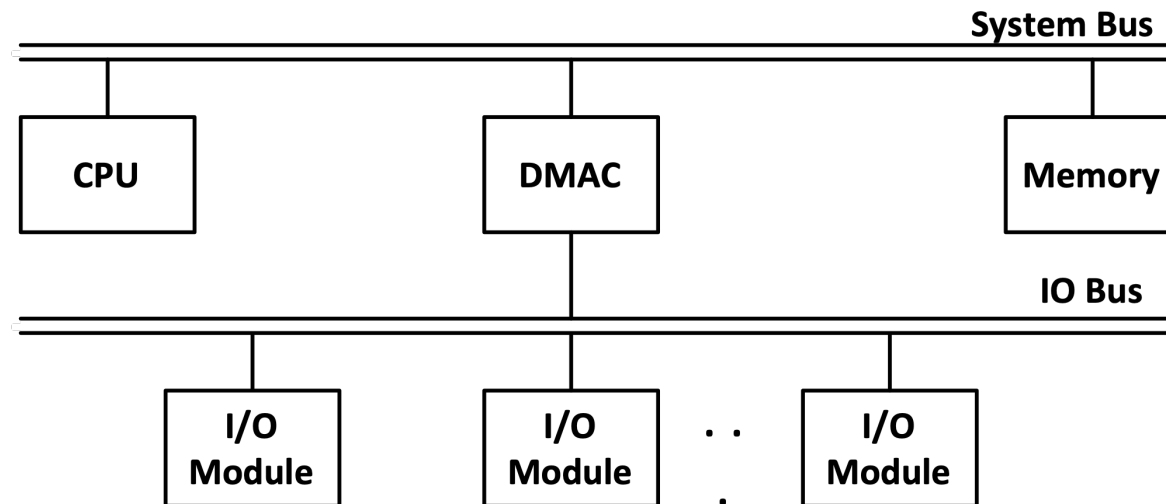 System Bus
CPU
DMAC
Memory
IO Bus
I/O
Module
I/O
Module
. . .
I/O
Module